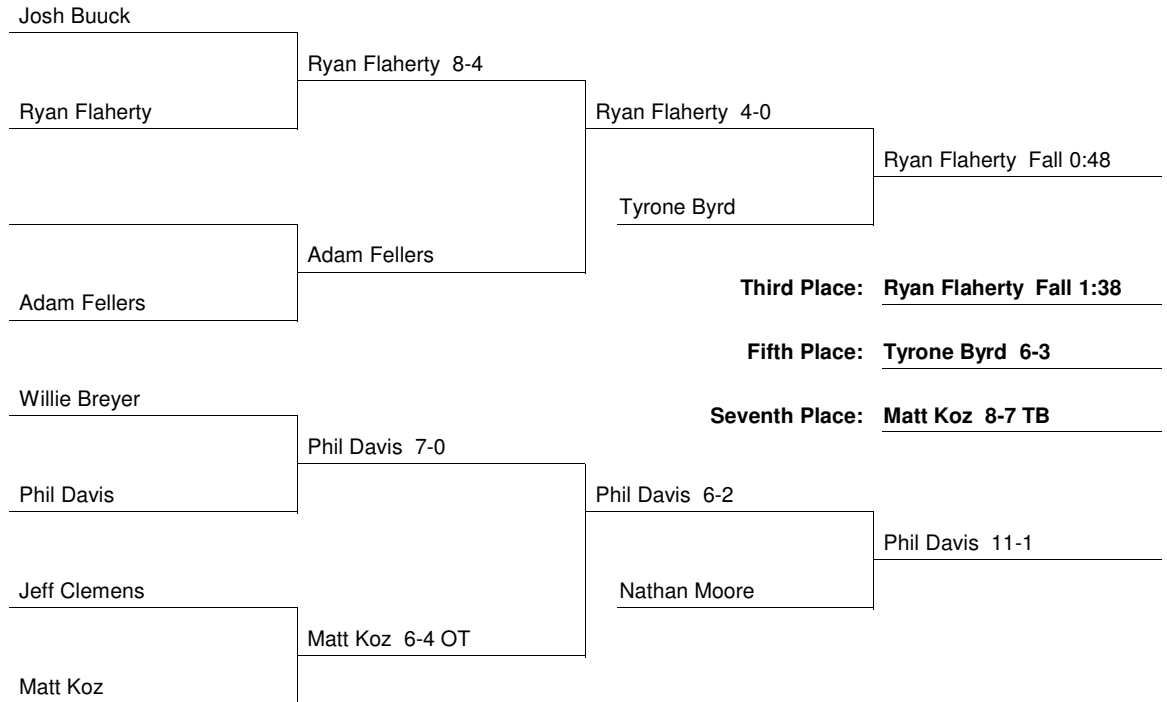 Josh Buuck
Ryan Flaherty 8-4
Ryan Flaherty
Ryan Flaherty 4-0
Ryan Flaherty Fall 0:48
Tyrone Byrd
Adam Fellers
Adam Fellers
Third Place: Ryan Flaherty Fall 1:38
Fifth Place: Tyrone Byrd 6-3
Willie Breyer
Seventh Place: Matt Koz 8-7 TB
Phil Davis 7-0
Phil Davis
Phil Davis 6-2
Phil Davis 11-1
Jeff Clemens
Nathan Moore
Matt Koz 6-4 OT
Matt Koz